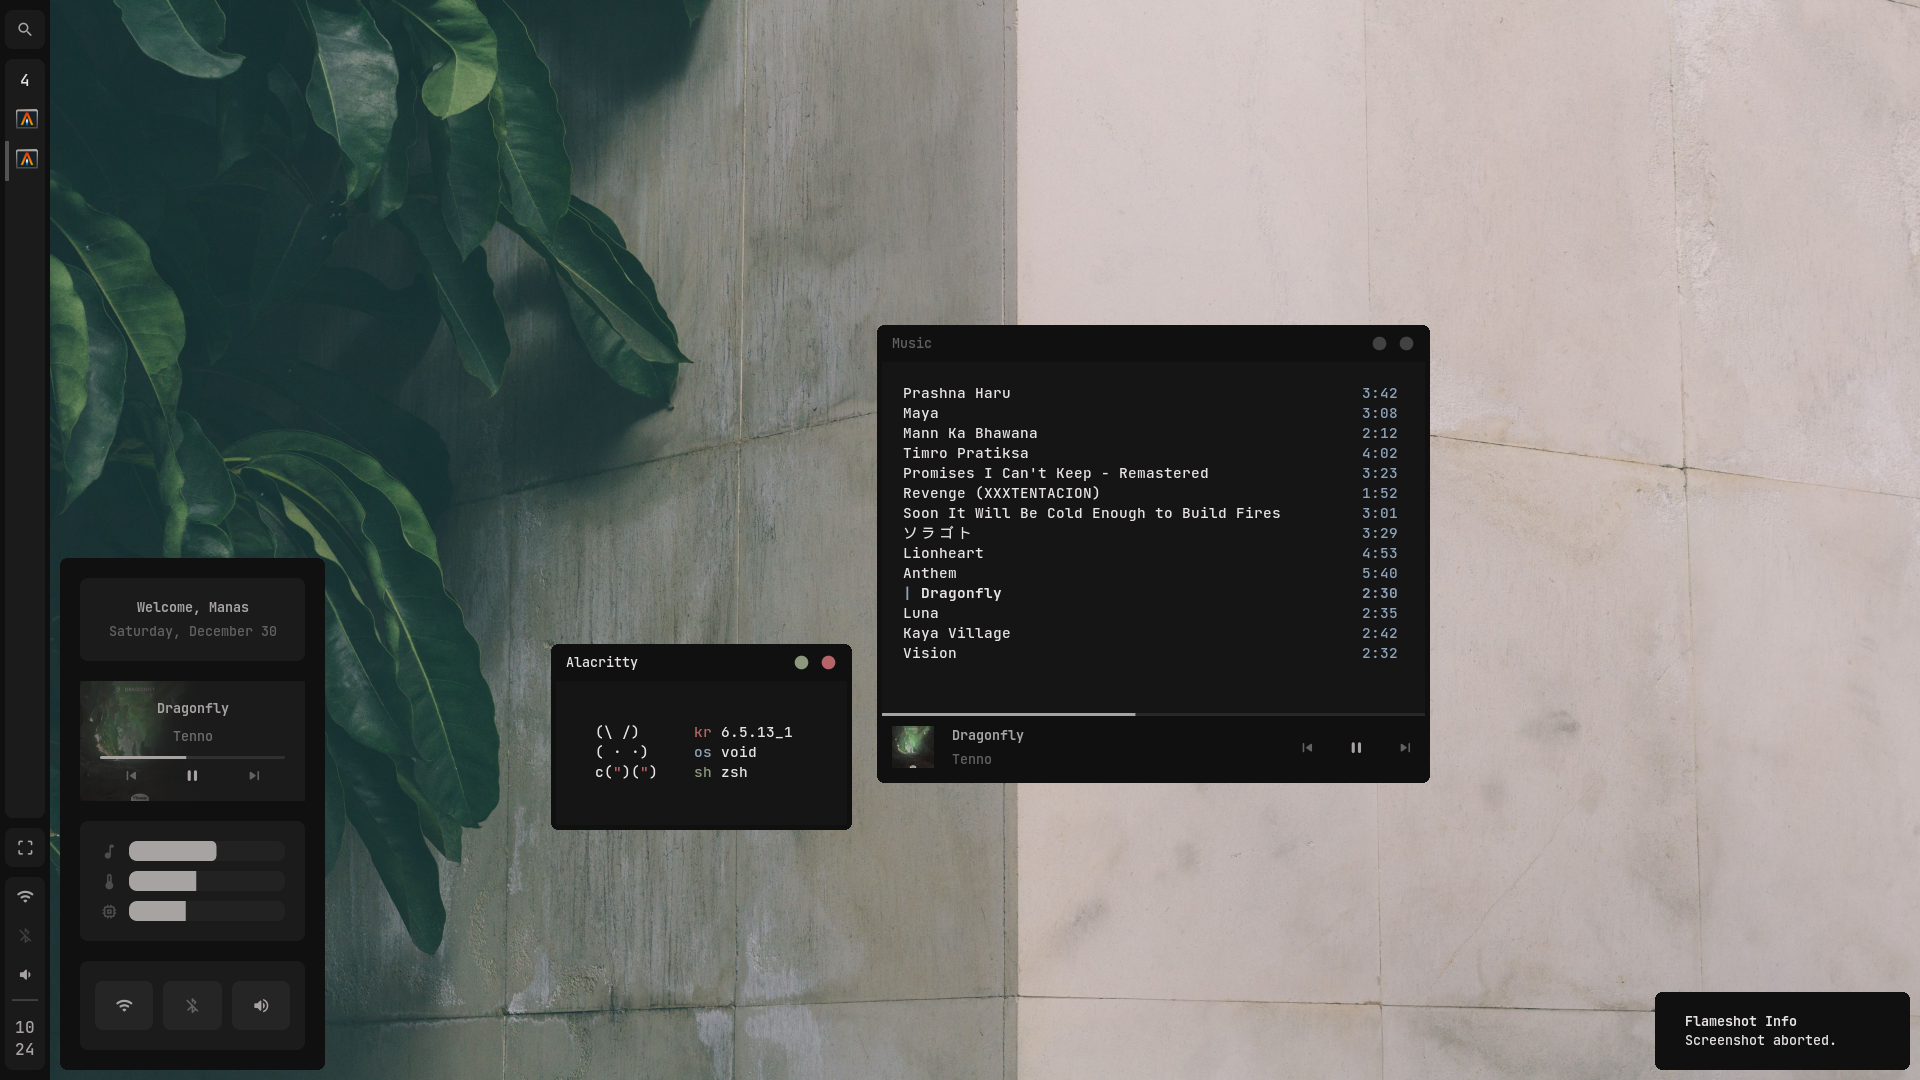 4
10
24
Welcome, Manas
Saturday, December 30
Dragonfly
Tenno
Alacritty
(\ /)
( · ·)
c(")(")
kr 6.5.13_1
os void
sh zsh
Music
Prashna Haru 3:42
Maya 3:08
Mann Ka Bhawana 2:12
Timro Pratiksa 4:02
Promises I Can't Keep - Remastered 3:23
Revenge (XXXTENTACION) 1:52
Soon It Will Be Cold Enough to Build Fires 3:01
ソラゴト 3:29
Lionheart 4:53
Anthem 5:40
| Dragonfly 2:30
Luna 2:35
Kaya Village 2:42
Vision 2:32
Dragonfly
Tenno
Flameshot Info
Screenshot aborted.